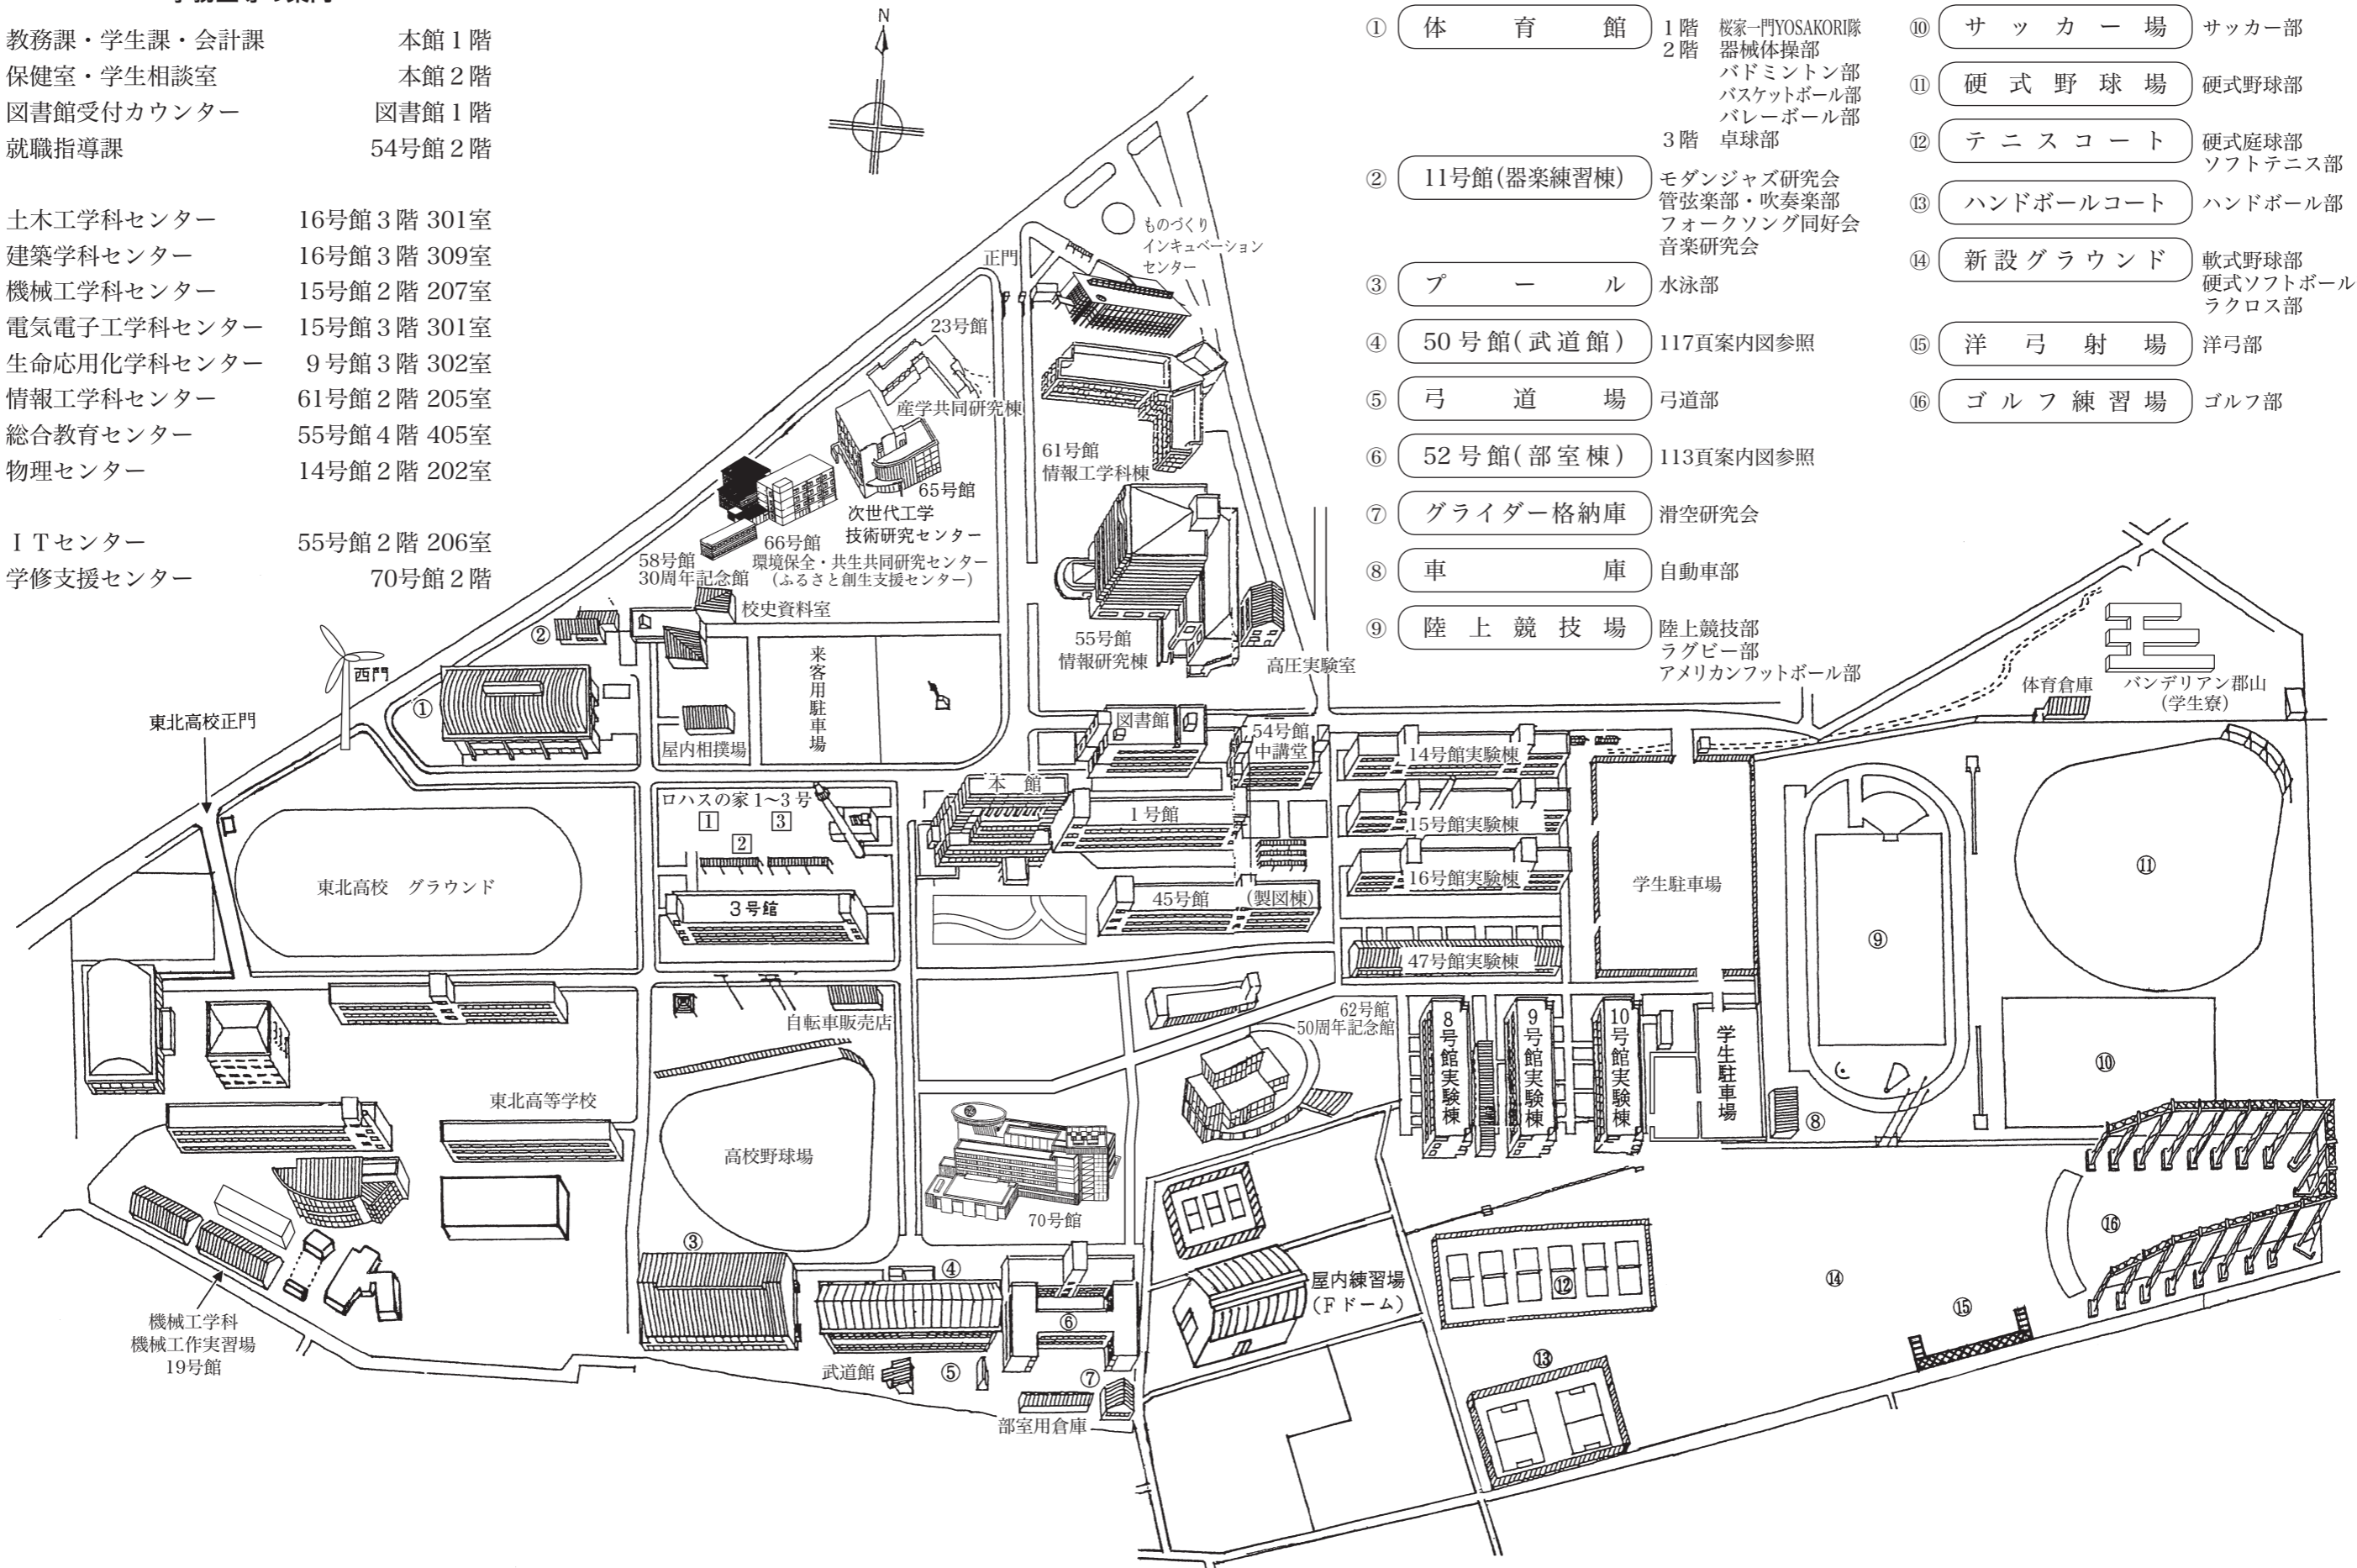 教務課・学生課・会計課 本館1階
保健室・学生相談室 本館2階
図書館受付カウンター 図書館1階
就職指導課 54号館2階
土木工学科センター 16号館3階 301室
建築学科センター 16号館3階 309室
機械工学科センター 15号館2階 207室
電気電子工学科センター 15号館3階 301室
生命応用化学科センター 9号館3階 302室
情報工学科センター 61号館2階 205室
総合教育センター 55号館4階 405室
物理センター 14号館2階 202室
ITセンター 55号館2階 206室
学修支援センター 70号館2階
N
① 体育館 1階 桜家一門YOSAKORI隊
2階 器械体操部
バドミントン部
バスケットボール部
バレーボール部
3階 卓球部
② 11号館(器楽練習棟) モダンジャズ研究会
管弦楽部・吹奏楽部
フォークソング同好会
音楽研究会
③ プール 水泳部
④ 50号館(武道館) 117頁案内図参照
⑤ 弓道場 弓道部
⑥ 52号館(部室棟) 113頁案内図参照
⑦ グライダー格納庫 滑空研究会
⑧ 車庫 自動車部
⑨ 陸上競技場 陸上競技部
ラグビー部
アメリカンフットボール部
⑩ サッカー場 サッカー部
⑪ 硬式野球場 硬式野球部
⑫ テニスコート 硬式庭球部
ソフトテニス部
⑬ ハンドボールコート ハンドボール部
⑭ 新設グラウンド 軟式野球部
硬式ソフトボール
ラクロス部
⑮ 洋弓射場 洋弓部
⑯ ゴルフ練習場 ゴルフ部
ものづくり
インキュベーション
センター
正門
23号館
産学共同研究棟
61号館
情報工学科棟
65号館
次世代工学
技術研究センター
66号館
環境保全・共生共同研究センター
(ふるさと創生支援センター)
58号館
30周年記念館
校史資料室
②
55号館
情報研究棟
高圧実験室
来客用駐車場
西門
①
東北高校正門
屋内相撲場
体育倉庫
バンデリアン郡山
(学生寮)
図書館
54号館
中講堂
14号館実験棟
本館
1号館
15号館実験棟
ロハスの家1～3号
1
2
3
16号館実験棟
東北高校 グラウンド
3号館
45号館
(製図棟)
学生駐車場
⑪
⑨
47号館実験棟
自転車販売店
62号館
50周年記念館
8号館実験棟
9号館実験棟
10号館実験棟
学生駐車場
⑩
⑧
東北高等学校
高校野球場
70号館
③
④
⑥
屋内練習場
(Fドーム)
⑫
⑭
⑯
⑮
機械工学科
機械工作実習場
19号館
武道館
⑤
⑦
部室用倉庫
⑬